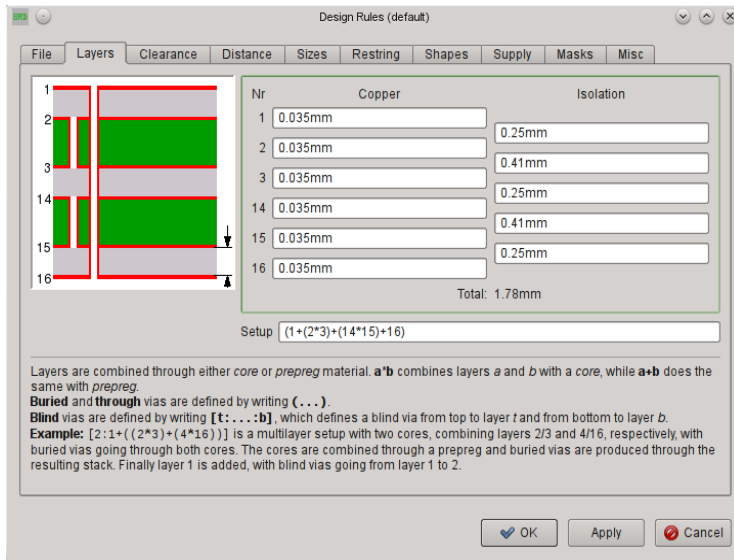 BRD Design Rules (default)
File Layers Clearance Distance Sizes Restring Shapes Supply Masks Misc
1
2
3
14
15
16
Nr Copper Isolation
1 0.035mm
0.25mm
2 0.035mm
0.41mm
3 0.035mm
0.25mm
14 0.035mm
0.41mm
15 0.035mm
0.25mm
16 0.035mm
Total: 1.78mm
Setup (1+(2*3)+(14*15)+16)
Layers are combined through either core or prepreg material. a*b combines layers a and b with a core, while a+b does the
same with prepreg.
Buried and through vias are defined by writing (...).
Blind vias are defined by writing [t:...:b], which defines a blind via from top to layer t and from bottom to layer b.
Example: [2:1+((2*3)+(4*16))] is a multilayer setup with two cores, combining layers 2/3 and 4/16, respectively, with
buried vias going through both cores. The cores are combined through a prepreg and buried vias are produced through the
resulting stack. Finally layer 1 is added, with blind vias going from layer 1 to 2.
OK Apply Cancel